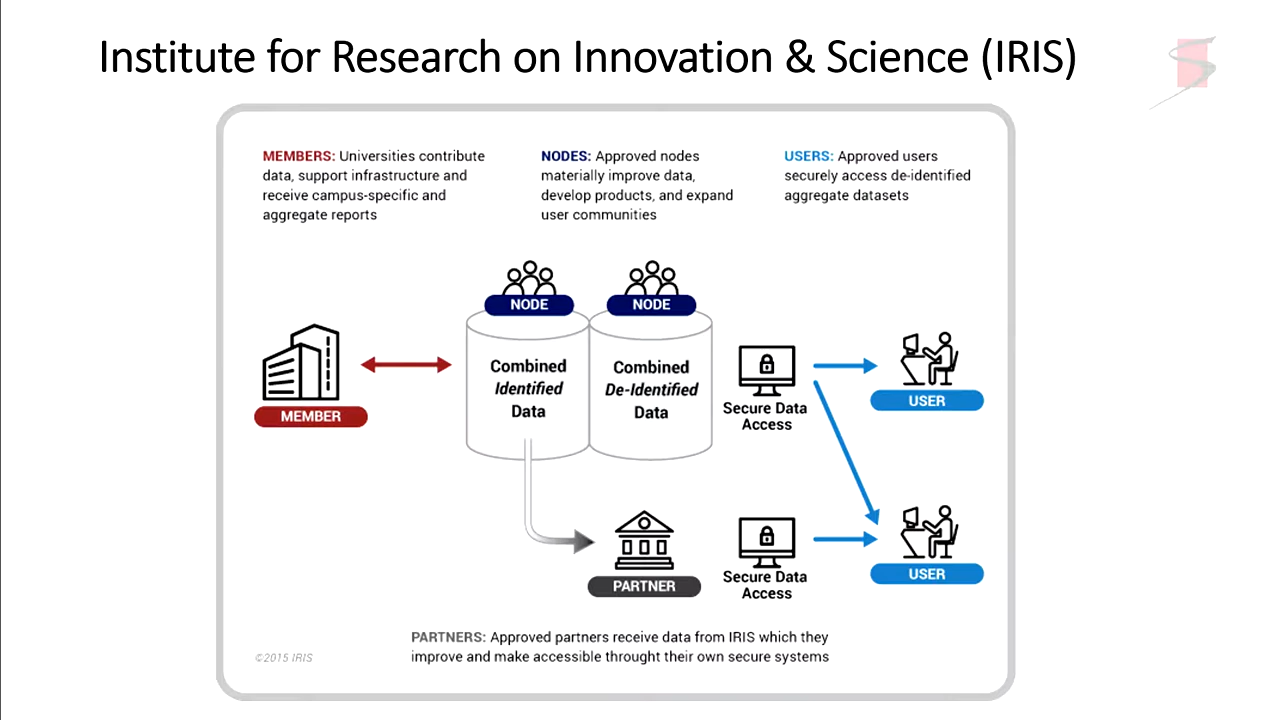 Institute for Research on Innovation & Science (IRIS)
MEMBERS: Universities contribute
data, support infrastructure and
receive campus-specific and
aggregate reports
NODES: Approved nodes
materially improve data,
develop products, and expand
user communities
USERS: Approved users
securely access de-identified
aggregate datasets
NODE
NODE
Combined
Identified
Data
Combined
De-Identified
Data
MEMBER
Secure Data
Access
USER
PARTNER
Secure Data
Access
USER
PARTNERS: Approved partners receive data from IRIS which they
improve and make accessible throught their own secure systems
©2015 IRIS